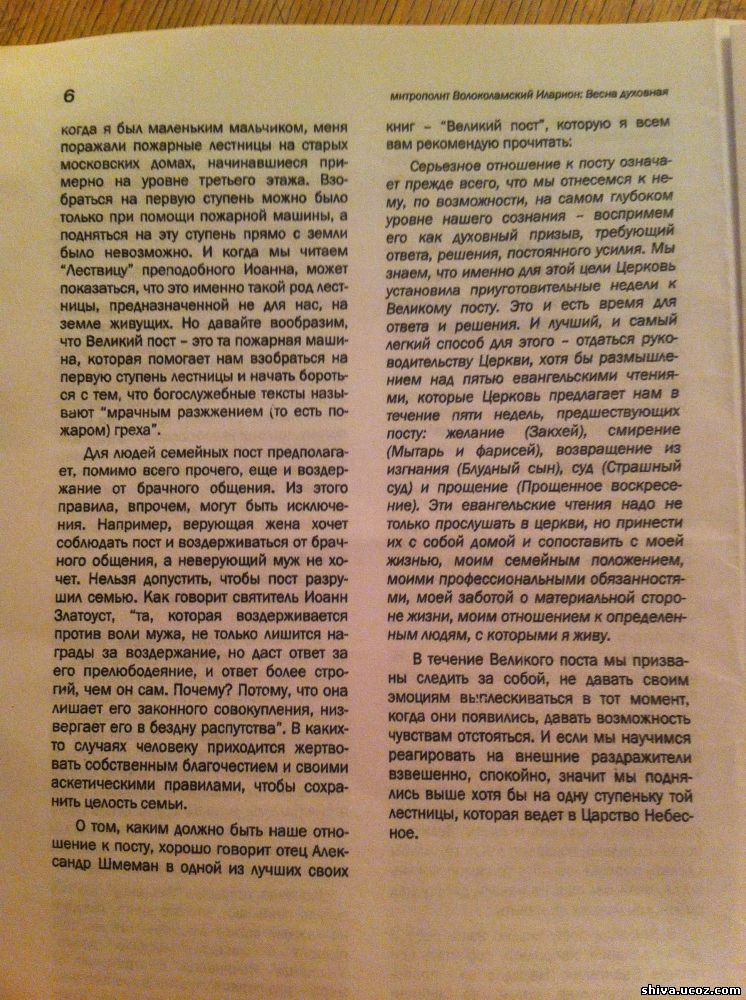 6
митрополит Волоколамский Иларион: Весна духовная
когда я был маленьким мальчиком, меня
поражали пожарные лестницы на старых
московских домах, начинавшиеся при-
мерно на уровне третьего этажа. Взо-
браться на первую ступень можно было
только при помощи пожарной машины, а
подняться на эту ступень прямо с земли
было невозможно. И когда мы читаем
“Лествицу” преподобного Иоанна, может
показаться, что это именно такой род лест-
ницы, предназначенной не для нас, на
земле живущих. Но давайте вообразим,
что Великий пост – это та пожарная маши-
на, которая помогает нам взобраться на
первую ступень лестницы и начать бороть-
ся с тем, что богослужебные тексты назы-
вают “мрачным разжжением (то есть по-
жаром) греха”.
Для людей семейных пост предполага-
ет, помимо всего прочего, еще и воздер-
жание от брачного общения. Из этого
правила, впрочем, могут быть исключе-
ния. Например, верующая жена хочет
соблюдать пост и воздерживаться от брач-
ного общения, а неверующий муж не хо-
чет. Нельзя допустить, чтобы пост разру-
шил семью. Как говорит святитель Иоанн
Златоуст, “та, которая воздерживается
против воли мужа, не только лишится на-
грады за воздержание, но даст ответ за
его прелюбодеяние, и ответ более стро-
гий, чем он сам. Почему? Потому, что она
лишает его законного совокупления, низ-
вергает его в бездну распутства”. В каких-
то случаях человеку приходится жертво-
вать собственным благочестием и своими
аскетическими правилами, чтобы сохра-
нить целость семьи.
О том, каким должно быть наше отно-
шение к посту, хорошо говорит отец Алек-
сандр Шмеман в одной из лучших своих
книг – “Великий пост”, которую я всем
вам рекомендую прочитать:
Серьезное отношение к посту означа-
ет прежде всего, что мы отнесемся к не-
му, по возможности, на самом глубоком
уровне нашего сознания – воспримем
его как духовный призыв, требующий
ответа, решения, постоянного усилия. Мы
знаем, что именно для этой цели Церковь
установила приуготовительные недели к
Великому посту. Это и есть время для
ответа и решения. И лучший, и самый
легкий способ для этого – отдаться руко-
водительству Церкви, хотя бы размышле-
нием над пятью евангельскими чтения-
ми, которые Церковь предлагает нам в
течение пяти недель, предшествующих
посту: желание (Закхей), смирение
(Мытарь и фарисей), возвращение из
изгнания (Блудный сын), суд (Страшный
суд) и прощение (Прощенное воскресе-
ние). Эти евангельские чтения надо не
только прослушать в церкви, но принести
их с собой домой и сопоставить с моей
жизнью, моим семейным положением,
моими профессиональными обязанностя-
ми, моей заботой о материальной сторо-
не жизни, моим отношением к определен-
ным людям, с которыми я живу.
В течение Великого поста мы призва-
ны следить за собой, не давать своим
эмоциям выплескиваться в тот момент,
когда они появились, давать возможность
чувствам отстояться. И если мы научимся
реагировать на внешние раздражители
взвешенно, спокойно, значит мы подня-
лись выше хотя бы на одну ступеньку той
лестницы, которая ведет в Царство Небес-
ное.
shiva.ucoz.com